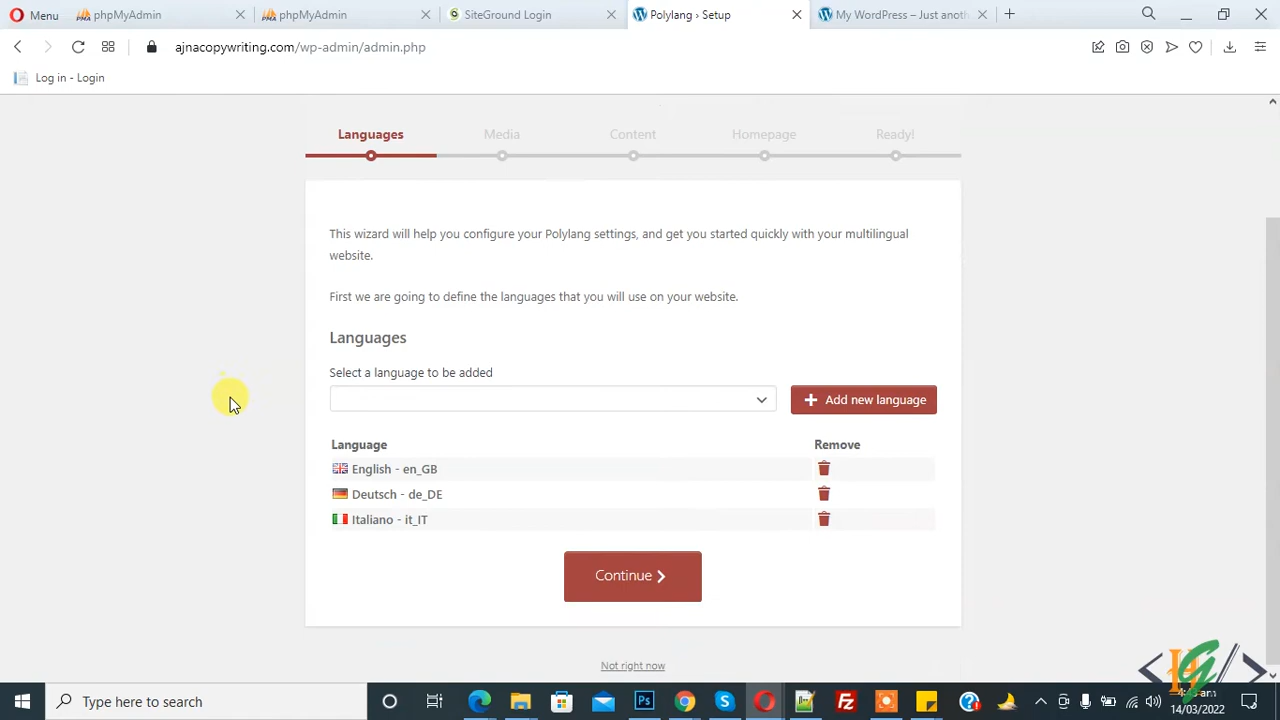 Menu
phpMyAdmin
phpMyAdmin
SiteGround Login
Polylang › Setup
My WordPress – Just anoth
ajnacopywriting.com/wp-admin/admin.php
Log in - Login
Languages
Media
Content
Homepage
Ready!
This wizard will help you configure your Polylang settings, and get you started quickly with your multilingual
website.
First we are going to define the languages that you will use on your website.
Languages
Select a language to be added
Add new language
Language Remove
English - en_GB
Deutsch - de_DE
Italiano - it_IT
Continue
Not right now
Type here to search
14/03/2022